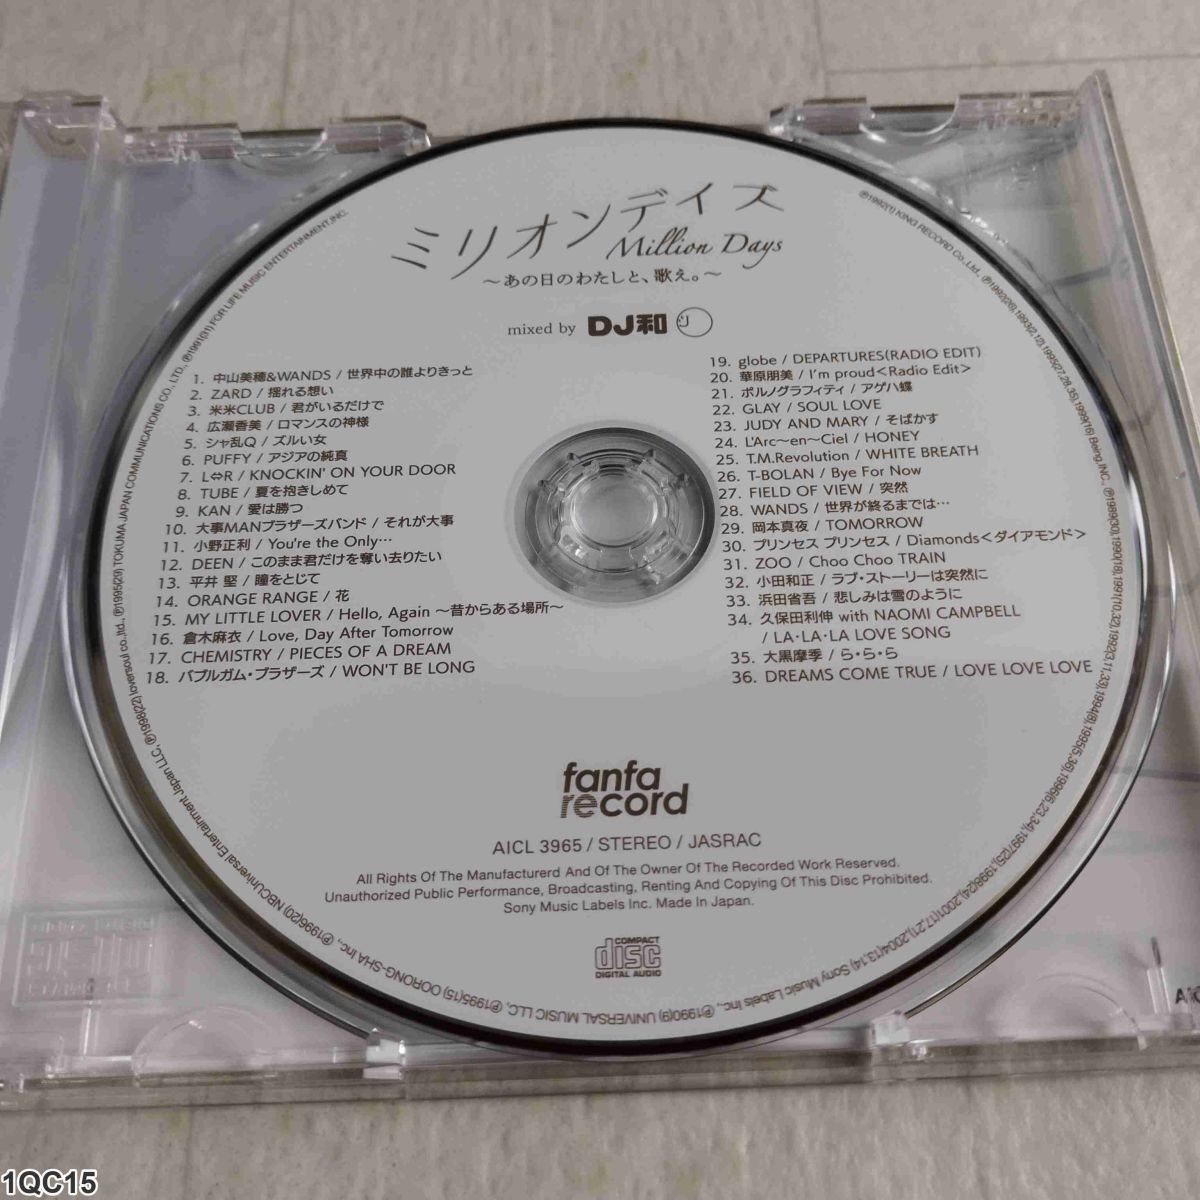 ミリオンデイズ
Million Days
～あの日のわたしと、歌え。～
mixed by DJ和
1. 中山美穂&WANDS / 世界中の誰よりきっと
2. ZARD / 揺れる想い
3. 米米CLUB / 君がいるだけで
4. 広瀬香美 / ロマンスの神様
5. シャ乱Q / ズルい女
6. PUFFY / アジアの純真
7. L⇔R / KNOCKIN' ON YOUR DOOR
8. TUBE / 夏を抱きしめて
9. KAN / 愛は勝つ
10. 大事MANブラザーズバンド / それが大事
11. 小野正利 / You're the Only…
12. DEEN / このまま君だけを奪い去りたい
13. 平井 堅 / 瞳をとじて
14. ORANGE RANGE / 花
15. MY LITTLE LOVER / Hello, Again ～昔からある場所～
16. 倉木麻衣 / Love, Day After Tomorrow
17. CHEMISTRY / PIECES OF A DREAM
18. バブルガム・ブラザーズ / WON'T BE LONG
19. globe / DEPARTURES(RADIO EDIT)
20. 華原朋美 / I'm proud<Radio Edit>
21. ポルノグラフィティ / アゲハ蝶
22. GLAY / SOUL LOVE
23. JUDY AND MARY / そばかす
24. L'Arc～en～Ciel / HONEY
25. T.M.Revolution / WHITE BREATH
26. T-BOLAN / Bye For Now
27. FIELD OF VIEW / 突然
28. WANDS / 世界が終るまでは…
29. 岡本真夜 / TOMORROW
30. プリンセス プリンセス / Diamonds<ダイアモンド>
31. ZOO / Choo Choo TRAIN
32. 小田和正 / ラブ・ストーリーは突然に
33. 浜田省吾 / 悲しみは雪のように
34. 久保田利伸 with NAOMI CAMPBELL
/ LA・LA・LA LOVE SONG
35. 大黒摩季 / ら・ら・ら
36. DREAMS COME TRUE / LOVE LOVE LOVE
fanfa
record
AICL 3965 / STEREO / JASRAC
All Rights Of The Manufacturerd And Of The Owner Of The Recorded Work Reserved.
Unauthorized Public Performance, Broadcasting, Renting And Copying Of This Disc Prohibited.
Sony Music Labels Inc. Made In Japan.
COMPACT
disc
DIGITAL AUDIO
1QC15